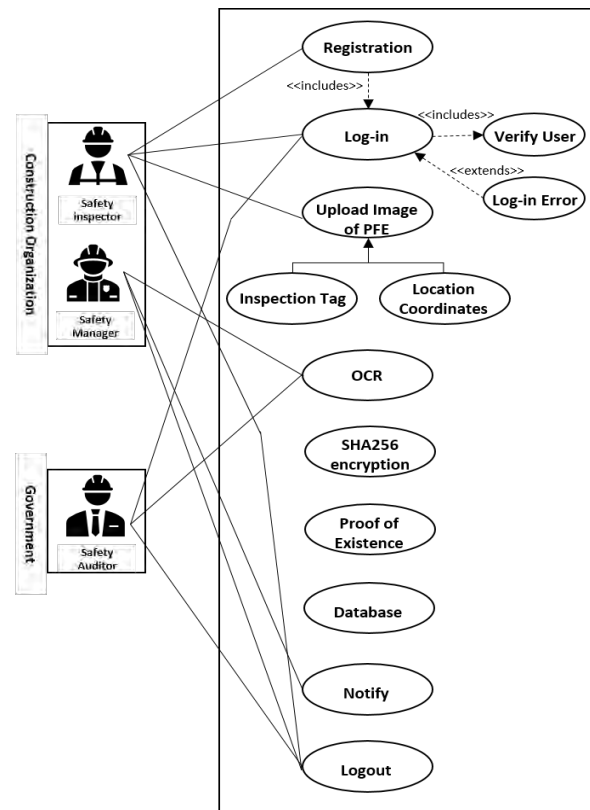 Registration
<<includes>>
Log-in
<<includes>>
Verify User
<<extends>>
Log-in Error
Upload Image
of PFE
Inspection Tag
Location
Coordinates
OCR
SHA256
encryption
Proof of
Existence
Database
Notify
Logout
Construction Organization
Safety
Inspector
Safety
Manager
Government
Safety
Auditor